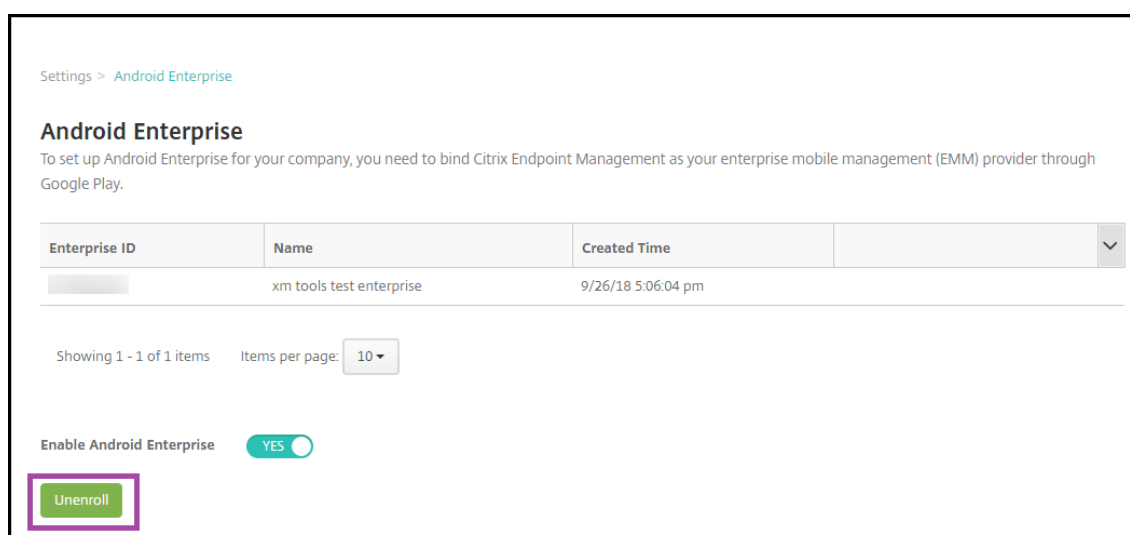 Settings > Android Enterprise
Android Enterprise
To set up Android Enterprise for your company, you need to bind Citrix Endpoint Management as your enterprise mobile management (EMM) provider through
Google Play.
Enterprise ID Name Created Time
xm tools test enterprise 9/26/18 5:06:04 pm
Showing 1 - 1 of 1 items Items per page: 10
Enable Android Enterprise YES
Unenroll